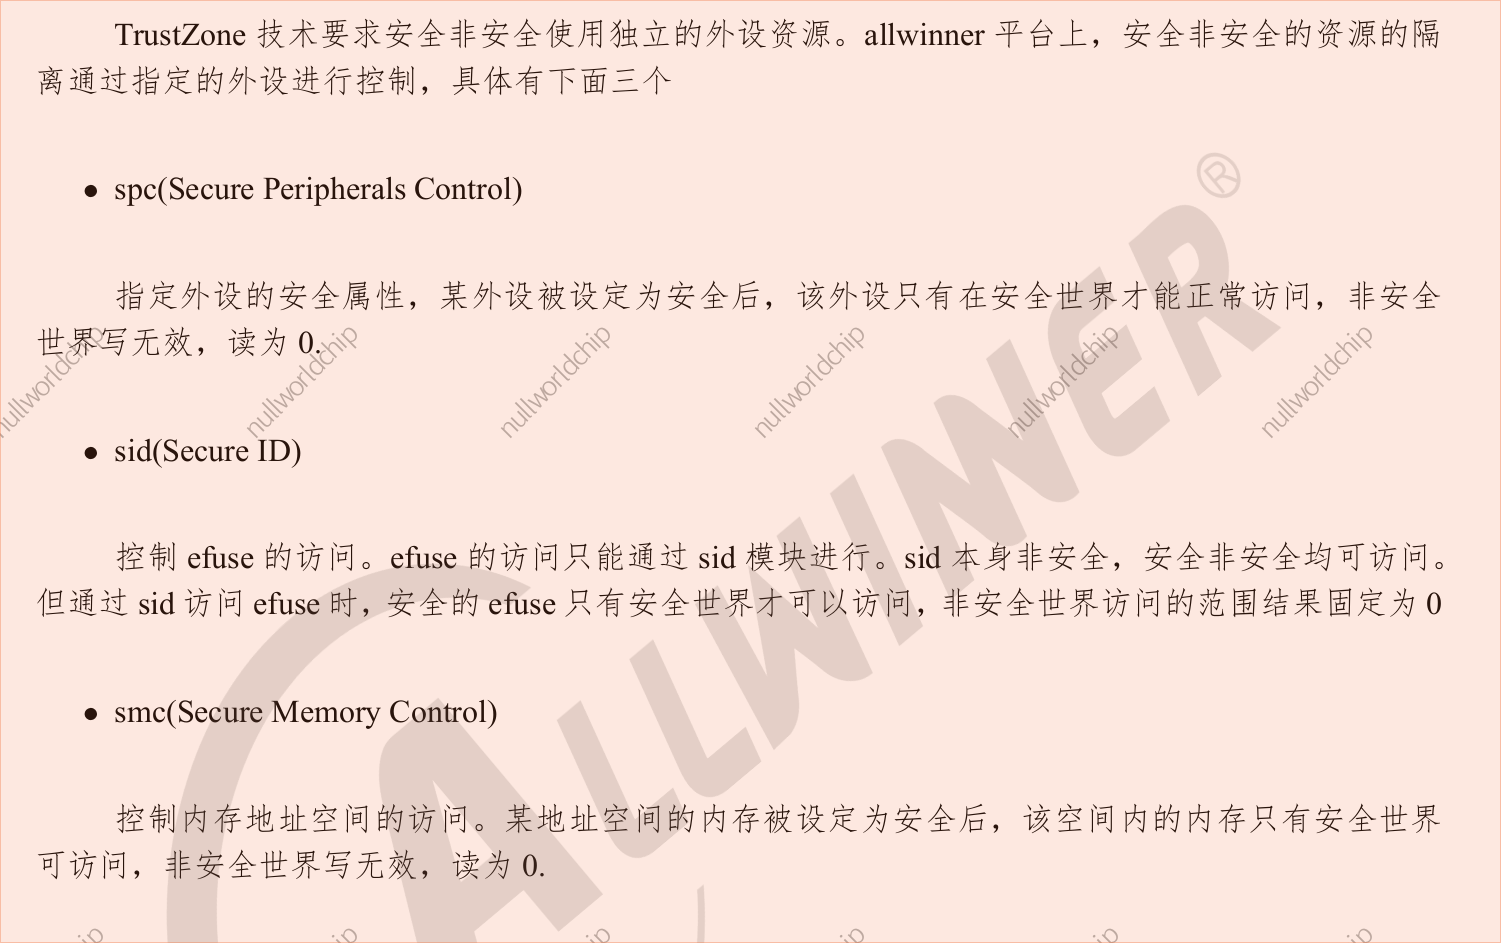 TrustZone 技术要求安全非安全使用独立的外设资源。allwinner 平台上，安全非安全的资源的隔
离通过指定的外设进行控制，具体有下面三个
• spc(Secure Peripherals Control)
指定外设的安全属性，某外设被设定为安全后，该外设只有在安全世界才能正常访问，非安全
世界写无效，读为 0.
nullworldchip nullworldchip nullworldchip nullworldchip nullworldchip nullworldchip
• sid(Secure ID)
控制 efuse 的访问。efuse 的访问只能通过 sid 模块进行。sid 本身非安全，安全非安全均可访问。
但通过 sid 访问 efuse 时，安全的 efuse 只有安全世界才可以访问，非安全世界访问的范围结果固定为 0
• smc(Secure Memory Control)
控制内存地址空间的访问。某地址空间的内存被设定为安全后，该空间内的内存只有安全世界
可访问，非安全世界写无效，读为 0.
ALLWINNER®
ip ip ip ip ip ip